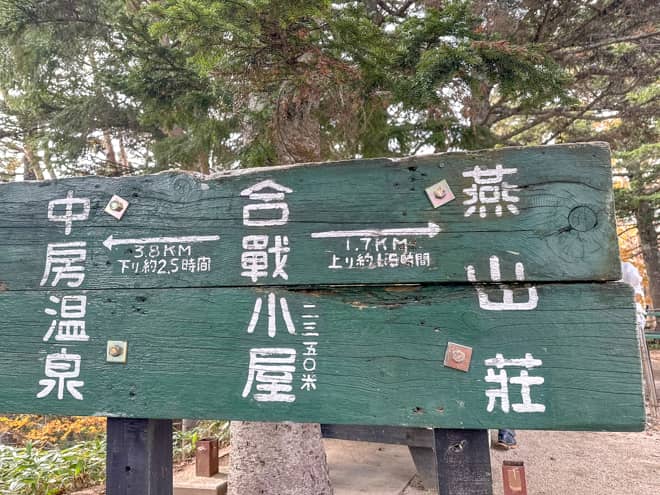 中房温泉
3.8KM
下り約2.5時間
合戰小屋
二三五〇米
1.7KM
上り約1.5時間
燕山荘